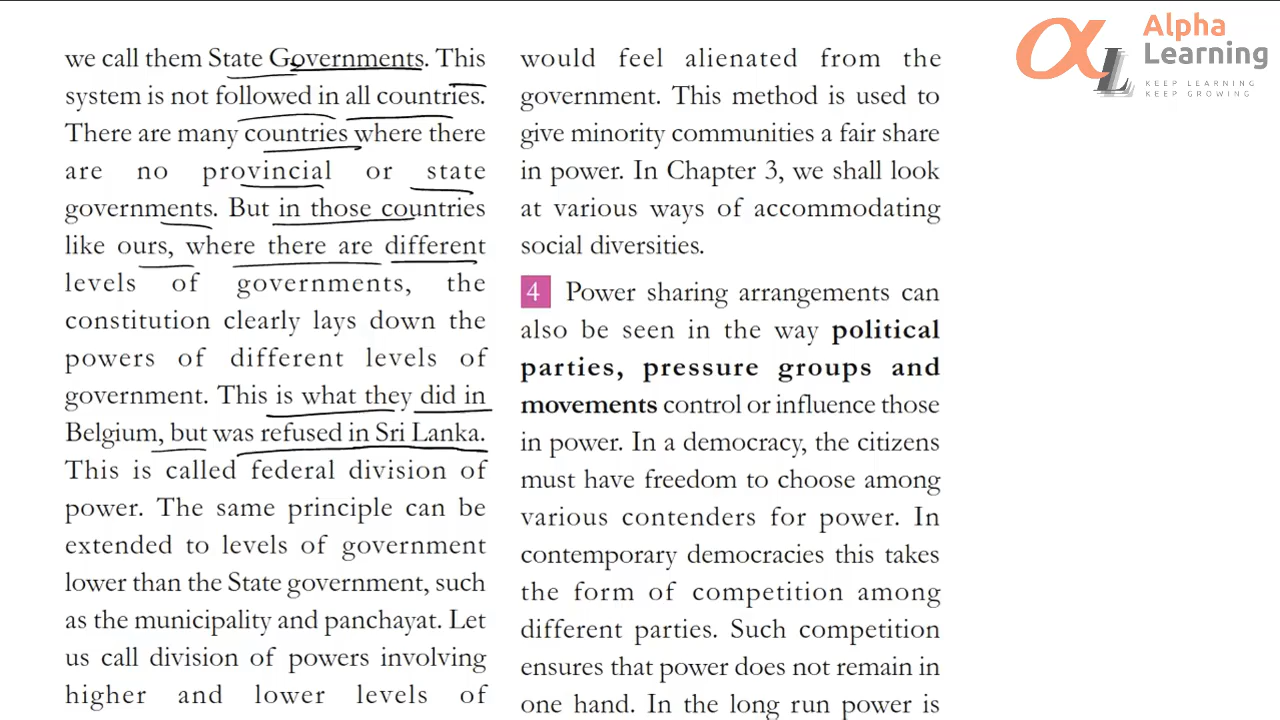 we call them State Governments. This
system is not followed in all countries.
There are many countries where there
are no provincial or state
governments. But in those countries
like ours, where there are different
levels of governments, the
constitution clearly lays down the
powers of different levels of
government. This is what they did in
Belgium, but was refused in Sri Lanka.
This is called federal division of
power. The same principle can be
extended to levels of government
lower than the State government, such
as the municipality and panchayat. Let
us call division of powers involving
higher and lower levels of
would feel alienated from the
government. This method is used to
give minority communities a fair share
in power. In Chapter 3, we shall look
at various ways of accommodating
social diversities.
4 Power sharing arrangements can
also be seen in the way political
parties, pressure groups and
movements control or influence those
in power. In a democracy, the citizens
must have freedom to choose among
various contenders for power. In
contemporary democracies this takes
the form of competition among
different parties. Such competition
ensures that power does not remain in
one hand. In the long run power is
α L
Alpha
Learning
KEEP LEARNING
KEEP GROWING